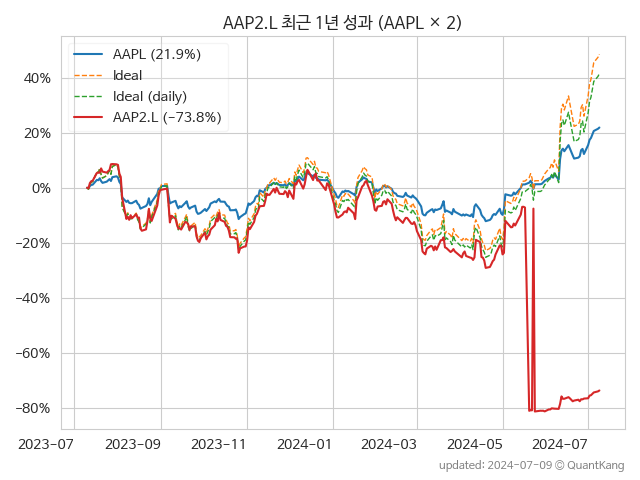 AAP2.L 최근 1년 성과 (AAPL × 2)
AAPL (21.9%)
Ideal
Ideal (daily)
AAP2.L (−73.8%)
40%
20%
0%
−20%
−40%
−60%
−80%
2023-07 2023-09 2023-11 2024-01 2024-03 2024-05 2024-07
updated: 2024-07-09 © QuantKang